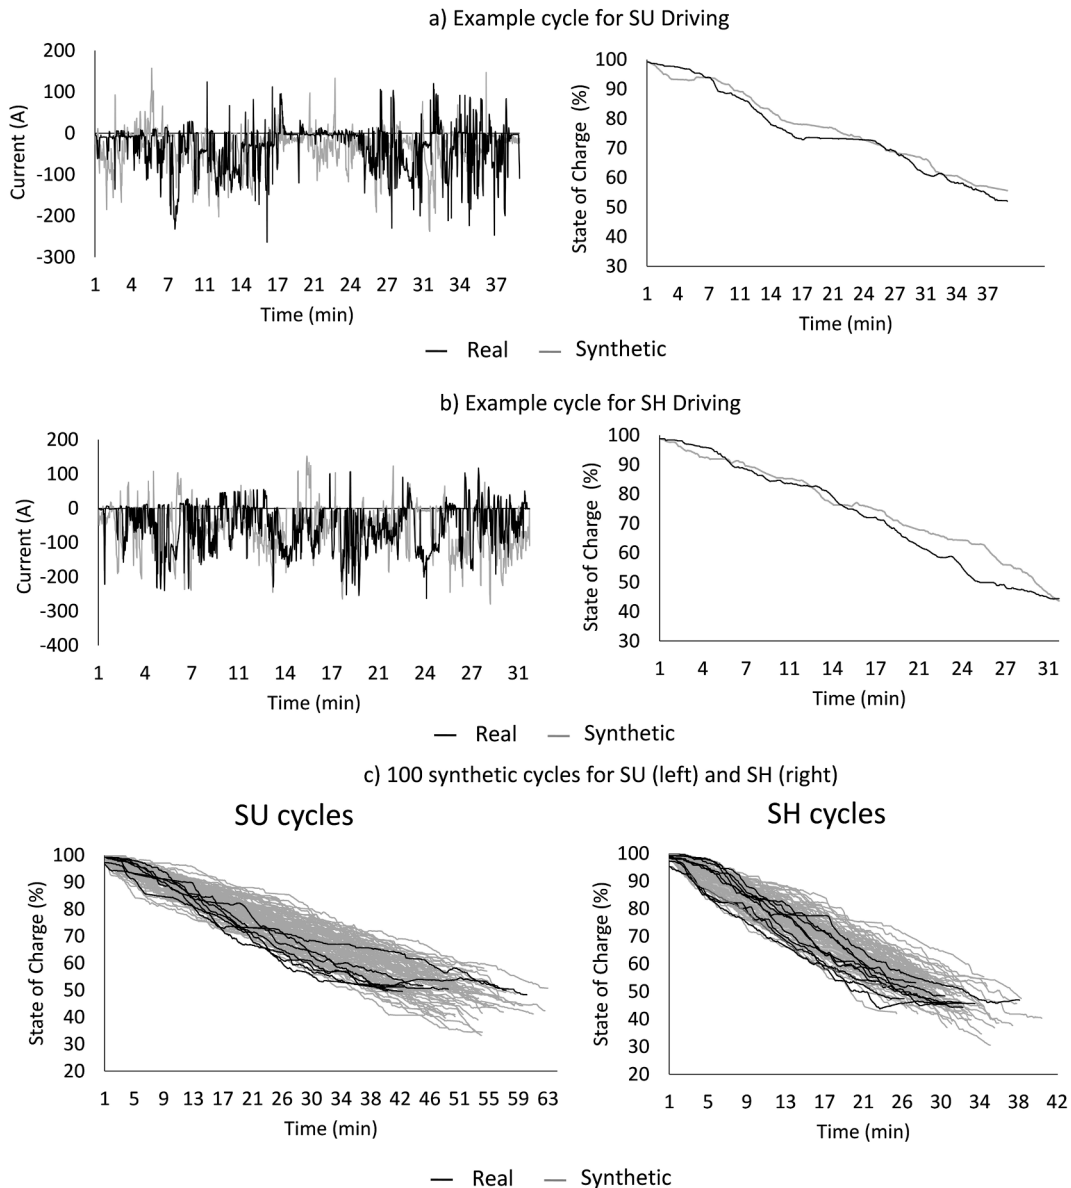 a) Example cycle for SU Driving
200
100
0
-100
-200
-300
Current (A)
1 4 7 11 14 17 21 24 27 31 34 37
Time (min)
100
90
80
70
60
50
40
30
State of Charge (%)
1 4 7 11 14 17 21 24 27 31 34 37
Time (min)
Real Synthetic
b) Example cycle for SH Driving
200
100
0
-100
-200
-300
-400
Current (A)
1 4 7 11 14 17 21 24 27 31
Time (min)
100
90
80
70
60
50
40
30
State of Charge (%)
1 4 7 11 14 17 21 24 27 31
Time (min)
Real Synthetic
c) 100 synthetic cycles for SU (left) and SH (right)
SU cycles
100
90
80
70
60
50
40
30
20
State of Charge (%)
1 5 9 13 17 21 26 30 34 38 42 46 51 55 59 63
Time (min)
SH cycles
100
90
80
70
60
50
40
30
20
State of Charge (%)
1 5 9 13 17 21 26 30 34 38 42
Time (min)
Real Synthetic